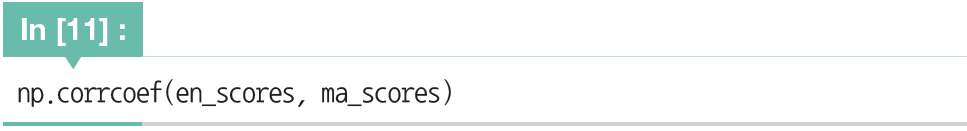 In [11] :
np.corrcoef(en_scores, ma_scores)